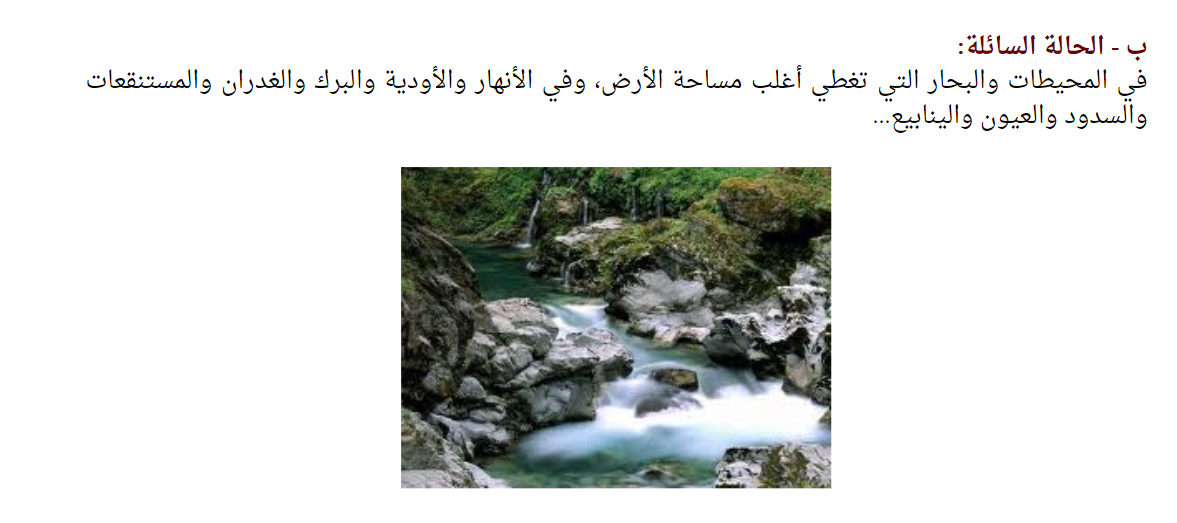 ب - الحالة السائلة:
في المحيطات والبحار التي تغطي أغلب مساحة الأرض، وفي الأنهار والأودية والبرك والغدران والمستنقعات
والسدود والعيون والينابيع...